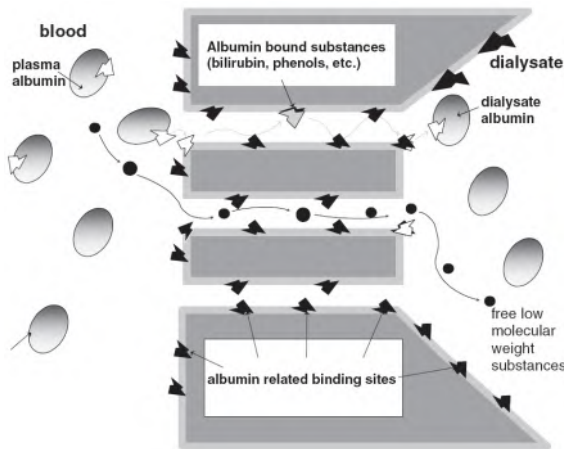 blood
plasma
albumin
Albumin bound substances
(bilirubin, phenols, etc.)
dialysate
dialysate
albumin
free low
molecular
weight
substances
albumin related binding sites